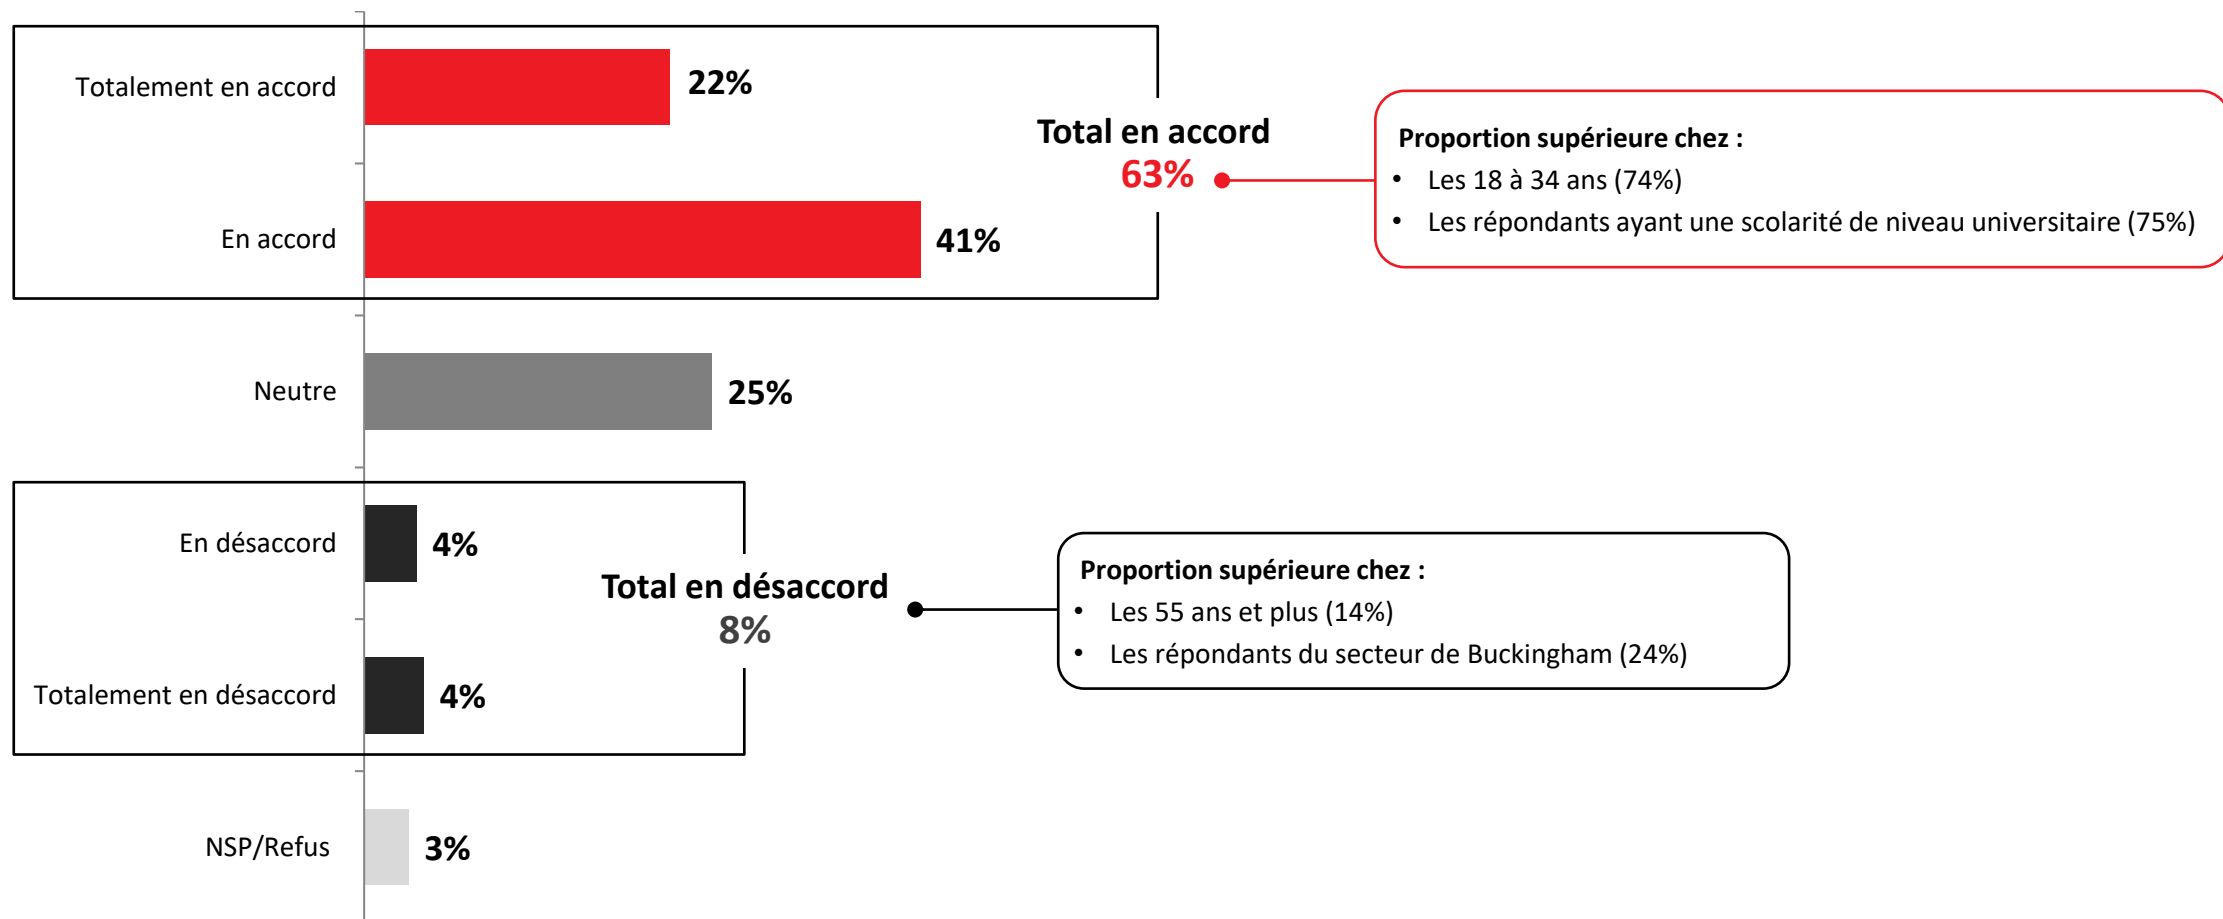 Totalement en accord
22%
En accord
41%
Total en accord
63%
Proportion supérieure chez :
• Les 18 à 34 ans (74%)
• Les répondants ayant une scolarité de niveau universitaire (75%)
Neutre
25%
En désaccord
4%
Totalement en désaccord
4%
Total en désaccord
8%
Proportion supérieure chez :
• Les 55 ans et plus (14%)
• Les répondants du secteur de Buckingham (24%)
NSP/Refus
3%